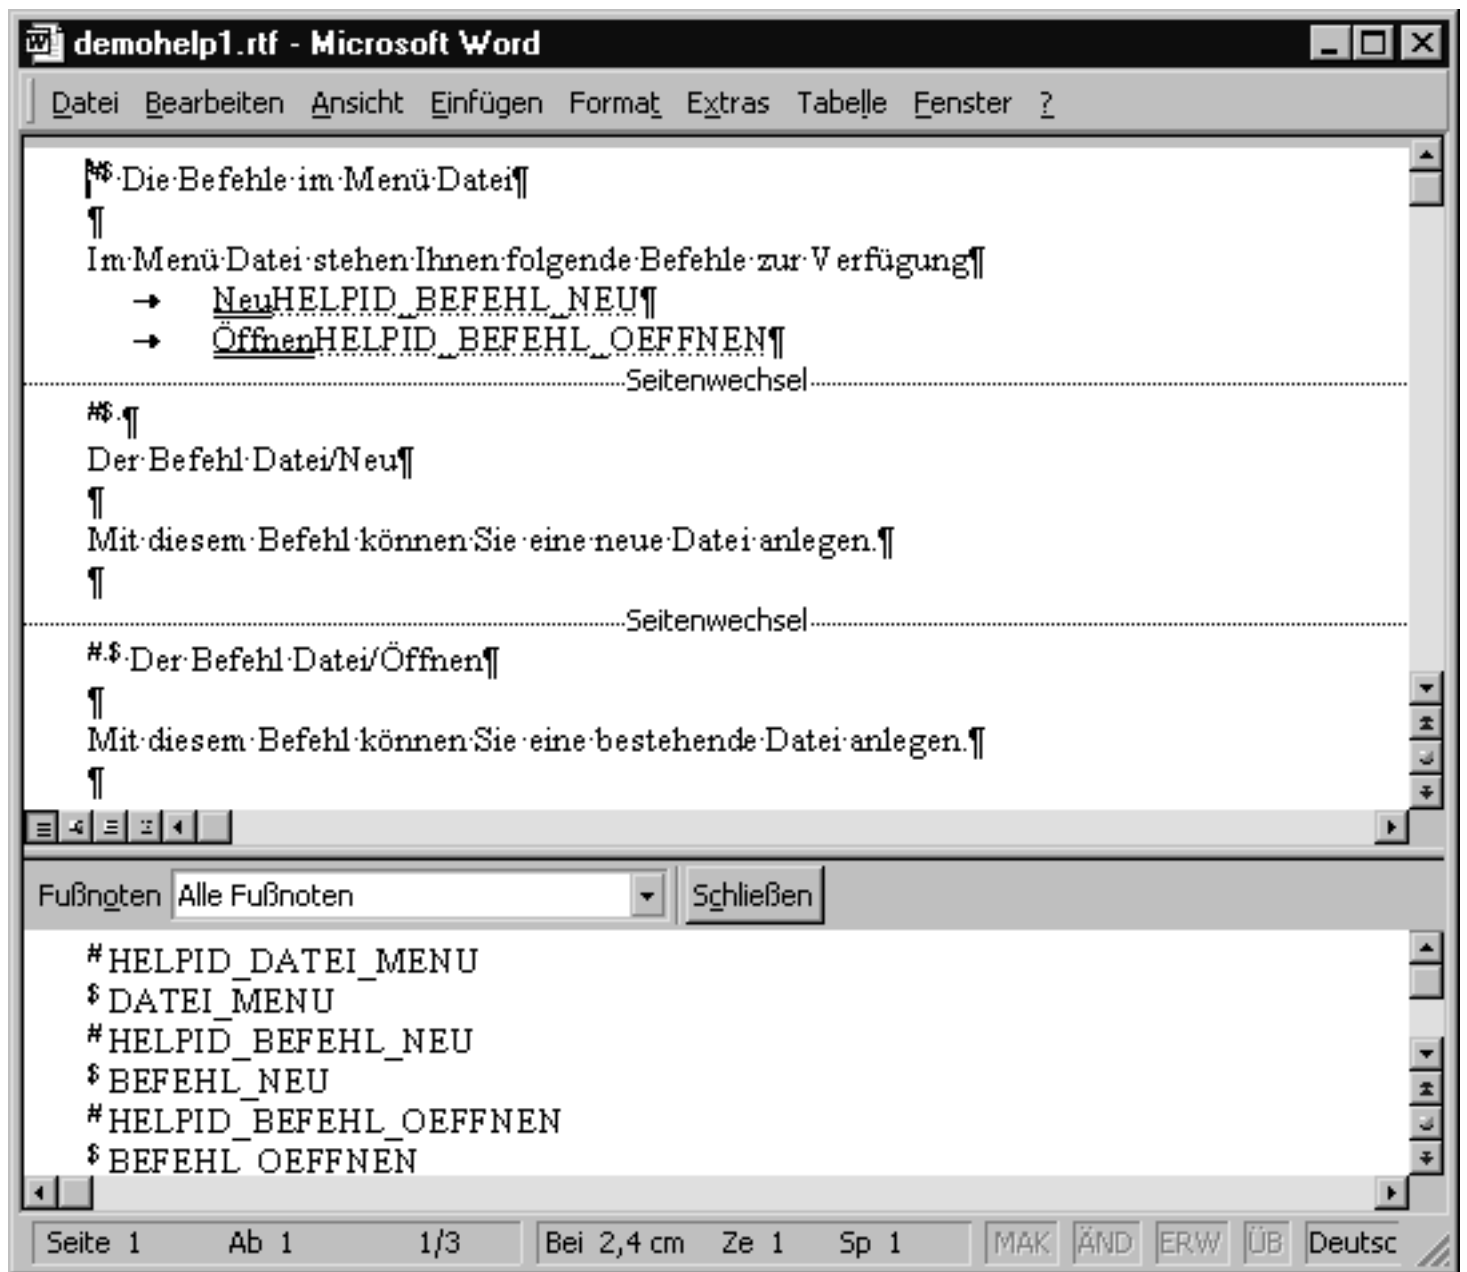 demohelp1.rtf - Microsoft Word
Datei Bearbeiten Ansicht Einfügen Format Extras Tabelle Fenster ?
#$·Die·Befehle·im·Menü·Datei¶
¶
Im·Menü·Datei·stehen·Ihnen·folgende·Befehle·zur·Verfügung¶
→ NeuHELPID_BEFEHL_NEU¶
→ ÖffnenHELPID_BEFEHL_OEFFNEN¶
Seitenwechsel
#$·¶
Der·Befehl·Datei/Neu¶
¶
Mit·diesem·Befehl·können·Sie·eine·neue·Datei·anlegen.¶
¶
Seitenwechsel
#·$·Der·Befehl·Datei/Öffnen¶
¶
Mit·diesem·Befehl·können·Sie·eine·bestehende·Datei·anlegen.¶
¶
Fußnoten Alle Fußnoten Schließen
# HELPID_DATEI_MENU
$ DATEI_MENU
# HELPID_BEFEHL_NEU
$ BEFEHL_NEU
# HELPID_BEFEHL_OEFFNEN
$ BEFEHL_OEFFNEN
Seite 1 Ab 1 1/3 Bei 2,4 cm Ze 1 Sp 1 MAK ÄND ERW ÜB Deutsc